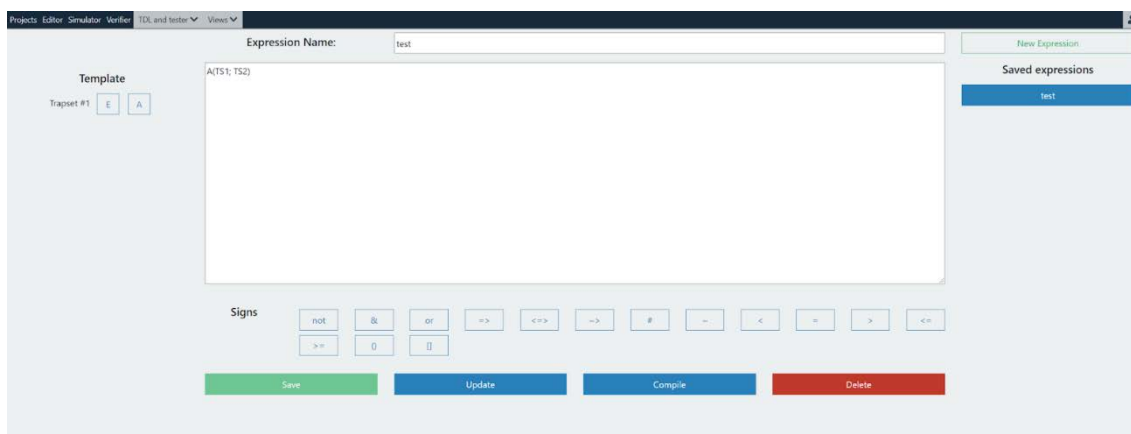 Projects Editor Simulator Verifier TDL and tester Views
Expression Name: test New Expression
Template A(TS1; TS2) Saved expressions
Trapset #1 E A test
Signs not & or => <=> --> # ~ < = > <=
>= () []
Save Update Compile Delete